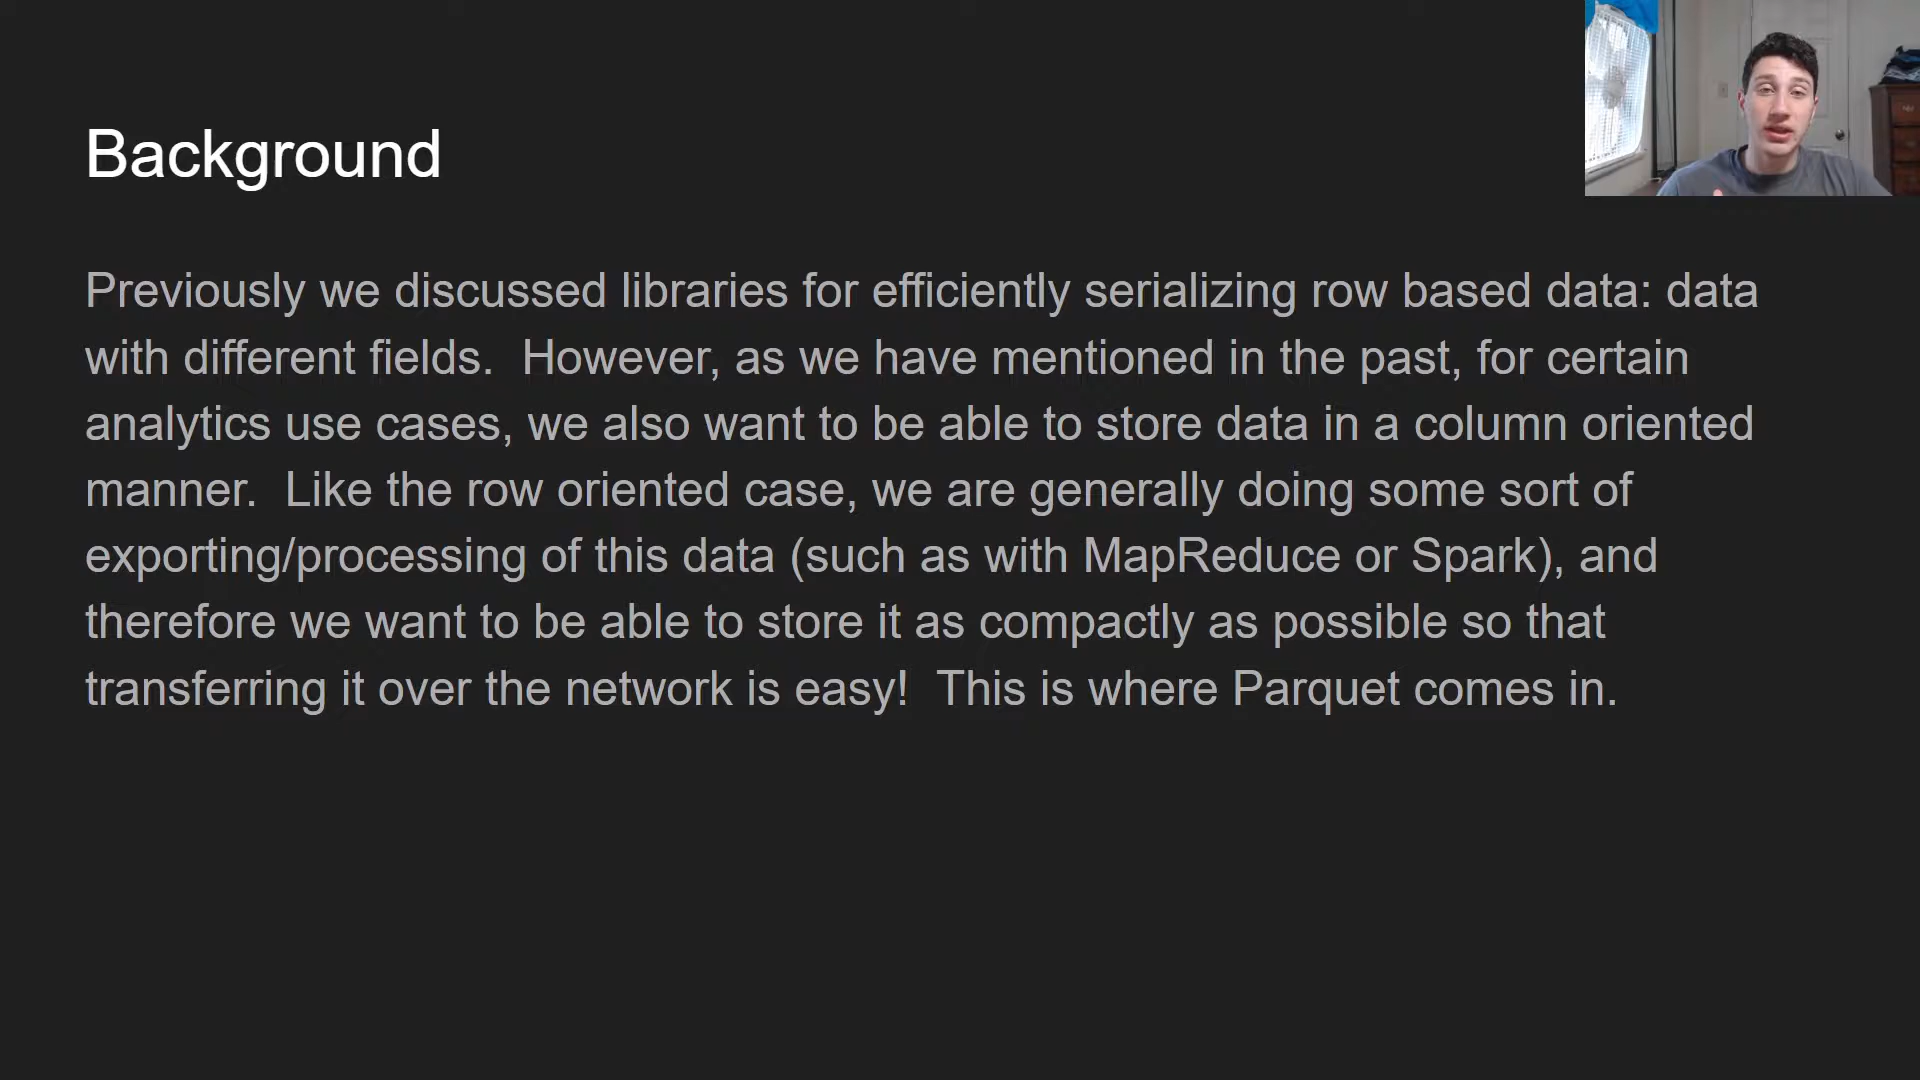 Background
Previously we discussed libraries for efficiently serializing row based data: data
with different fields.  However, as we have mentioned in the past, for certain
analytics use cases, we also want to be able to store data in a column oriented
manner.  Like the row oriented case, we are generally doing some sort of
exporting/processing of this data (such as with MapReduce or Spark), and
therefore we want to be able to store it as compactly as possible so that
transferring it over the network is easy!  This is where Parquet comes in.